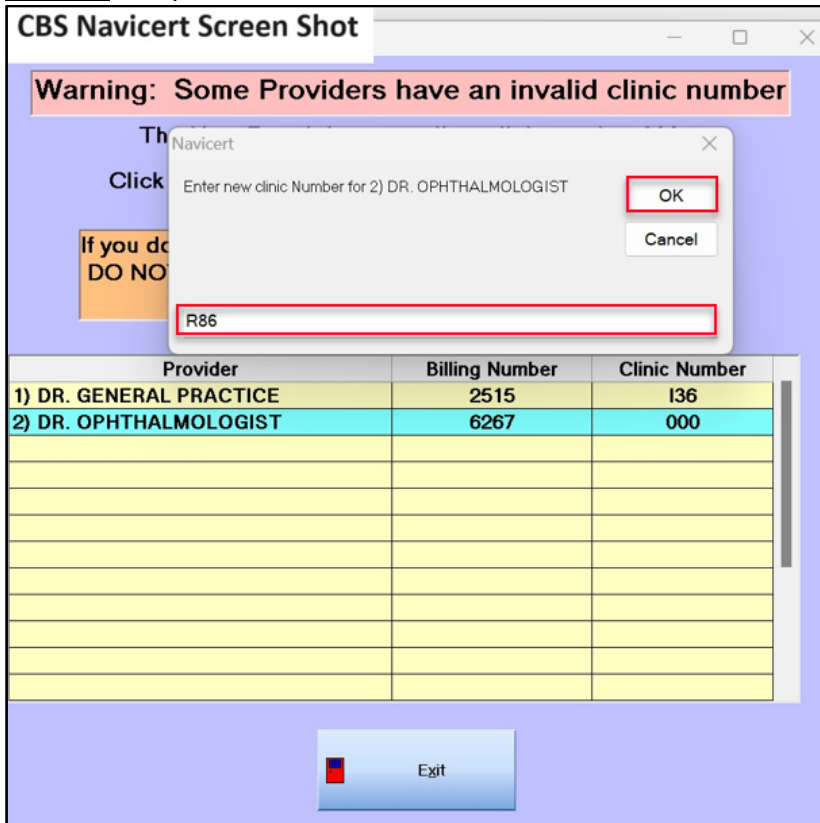 CBS Navicert Screen Shot
Warning: Some Providers have an invalid clinic number
Th
Navicert
Click
Enter new clinic Number for 2) DR. OPHTHALMOLOGIST
OK
Cancel
If you do
DO NO
R86
Provider Billing Number Clinic Number
1) DR. GENERAL PRACTICE 2515 I36
2) DR. OPHTHALMOLOGIST 6267 000
Exit